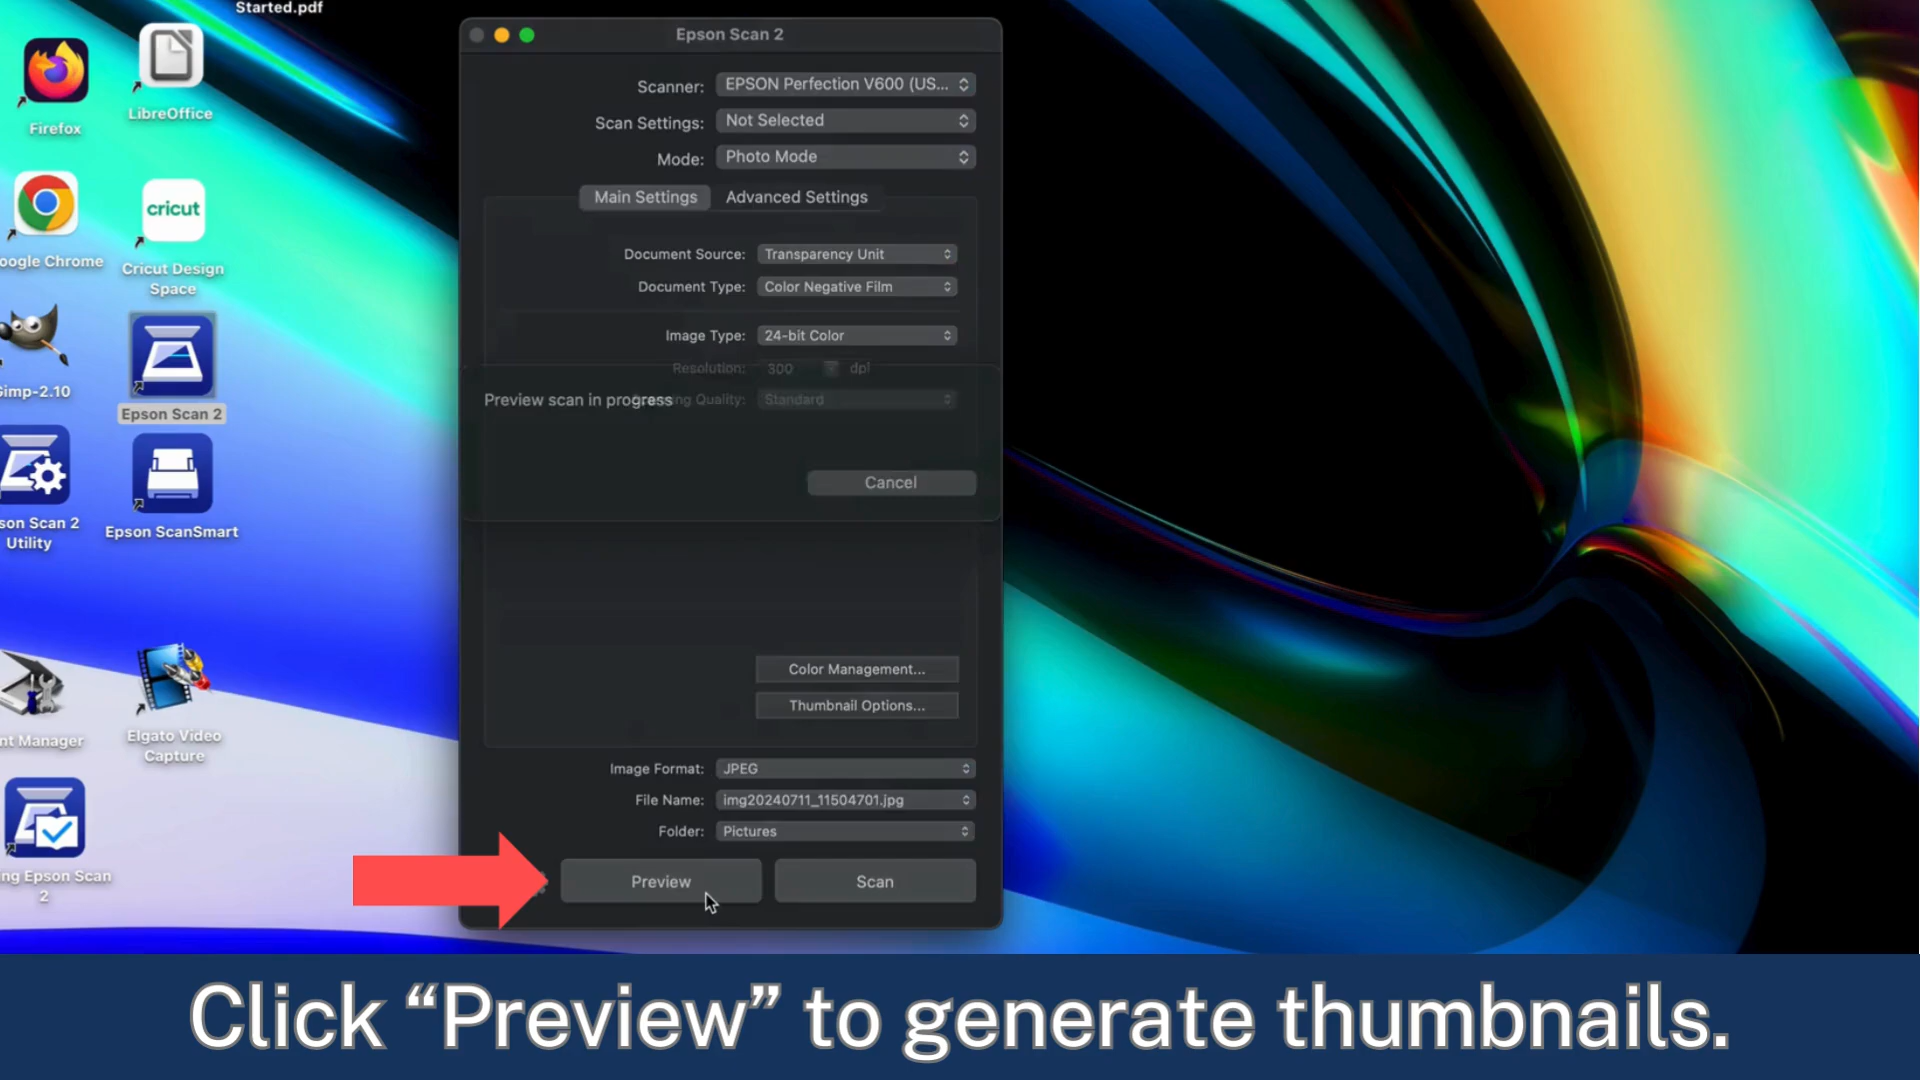 Started.pdf
Firefox
LibreOffice
oogle Chrome
cricut
Cricut Design
Space
Gimp-2.10
Epson Scan 2
son Scan 2
Utility
Epson ScanSmart
nt Manager
Elgato Video
Capture
ng Epson Scan
2
Epson Scan 2
Scanner: EPSON Perfection V600 (US...
Scan Settings: Not Selected
Mode: Photo Mode
Main Settings Advanced Settings
Document Source: Transparency Unit
Document Type: Color Negative Film
Image Type: 24-bit Color
Resolution: 300 dpi
Preview scan in progress
ng Quality: Standard
Cancel
Color Management...
Thumbnail Options...
Image Format: JPEG
File Name: img20240711_11504701.jpg
Folder: Pictures
Preview Scan
Click “Preview” to generate thumbnails.